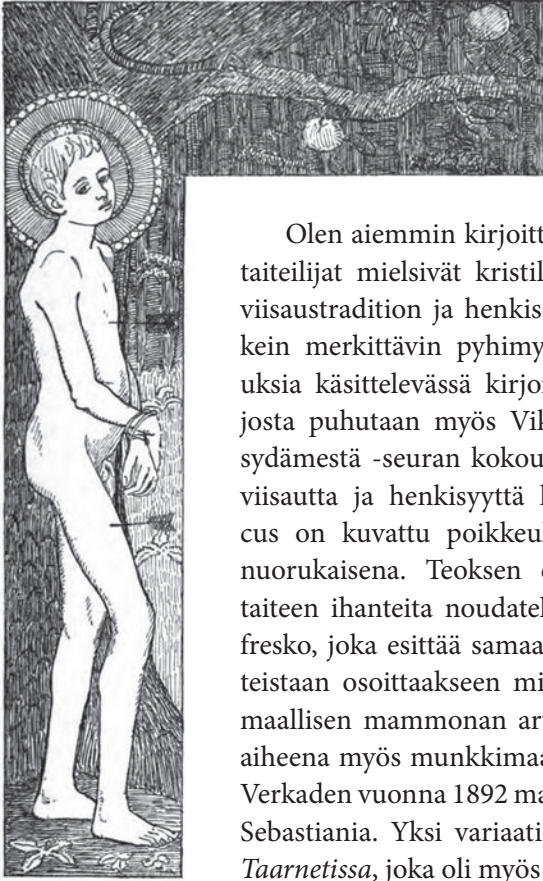 Olen aiemmin kirjoitt
taiteilijat mielsivät kristil
viisaustradition ja henkis
kein merkittävin pyhimy
uksia käsittelevässä kirjo
josta puhutaan myös Vik
sydämestä -seuran kokou
viisautta ja henkisyyttä
cus on kuvattu poikkeul
nuorukaisena. Teoksen
taiteen ihanteita noudatel
fresko, joka esittää samaa
teistaan osoittaakseen mi
maallisen mammonan ar
aiheena myös munkkimaa
Verkaden vuonna 1892 ma
Sebastiania. Yksi variaati
Taarnetissa, joka oli myös